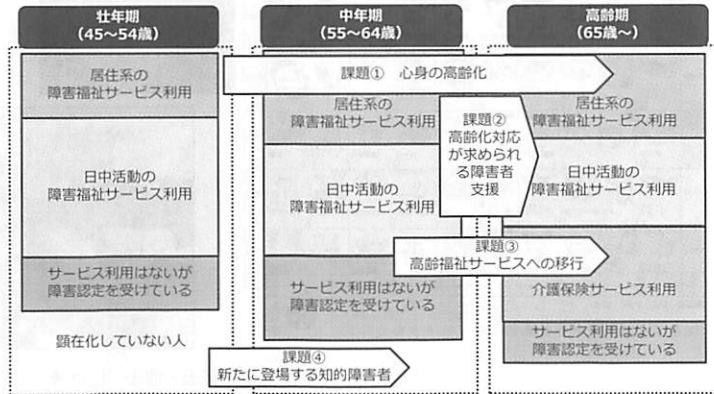 壮年期
（45～54歳）
居住系の
障害福祉サービス利用
日中活動の
障害福祉サービス利用
サービス利用はないが
障害認定を受けている
顕在化していない人
中年期
（55～64歳）
課題① 心身の高齢化
居住系の
障害福祉サービス利用
課題②
高齢化対応
が求められ
る障害者
支援
日中活動の
障害福祉サービス利用
課題③
高齢福祉サービスへの移行
サービス利用はないが
障害認定を受けている
課題④
新たに登場する知的障害者
高齢期
（65歳～）
居住系の
障害福祉サービス利用
日中活動の
障害福祉サービス利用
介護保険サービス利用
サービス利用はないが
障害認定を受けている